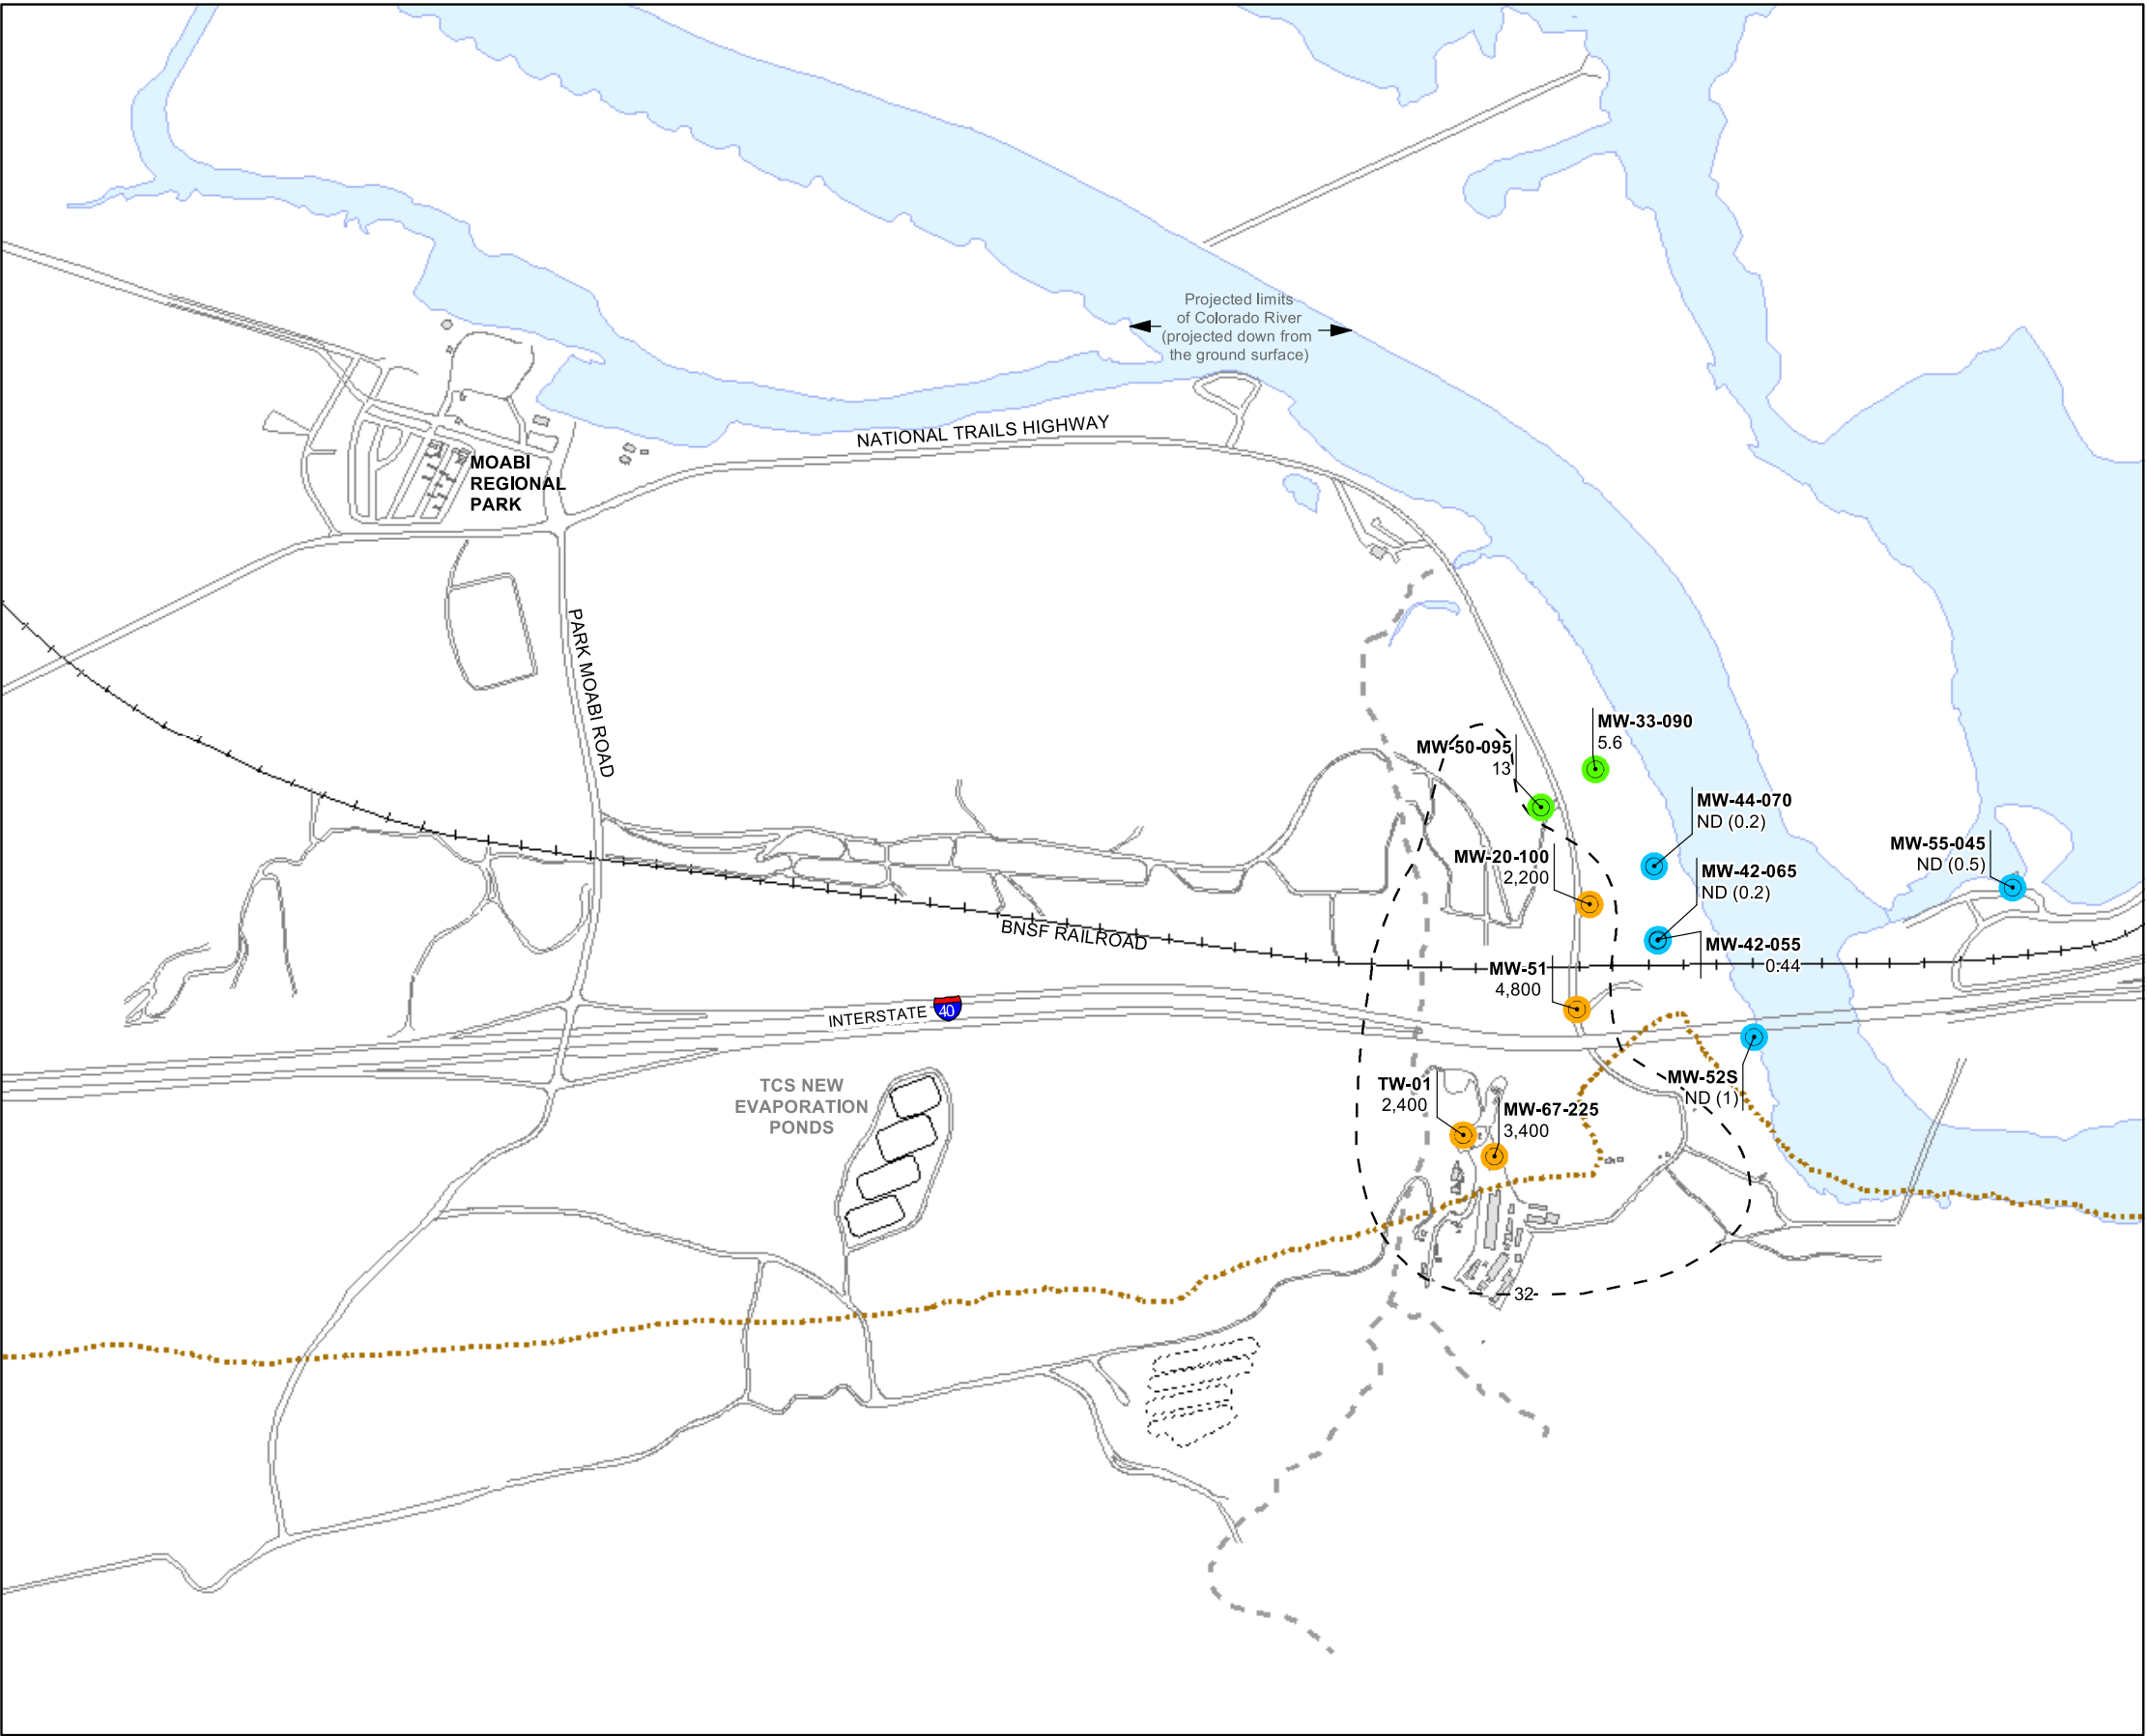 Projected limits
of Colorado River
(projected down from
the ground surface)
NATIONAL TRAILS HIGHWAY
MOABI
REGIONAL
PARK
PARK MOABI ROAD
MW-33-090
5.6
MW-50-095
13
MW-44-070
ND (0.2)
MW-55-045
ND (0.5)
MW-20-100
2,200
MW-42-065
ND (0.2)
BNSF RAILROAD
MW-42-055
0.44
MW-51
4,800
INTERSTATE 40
TCS NEW
EVAPORATION
PONDS
TW-01
2,400
MW-52S
ND (1)
MW-67-225
3,400
32